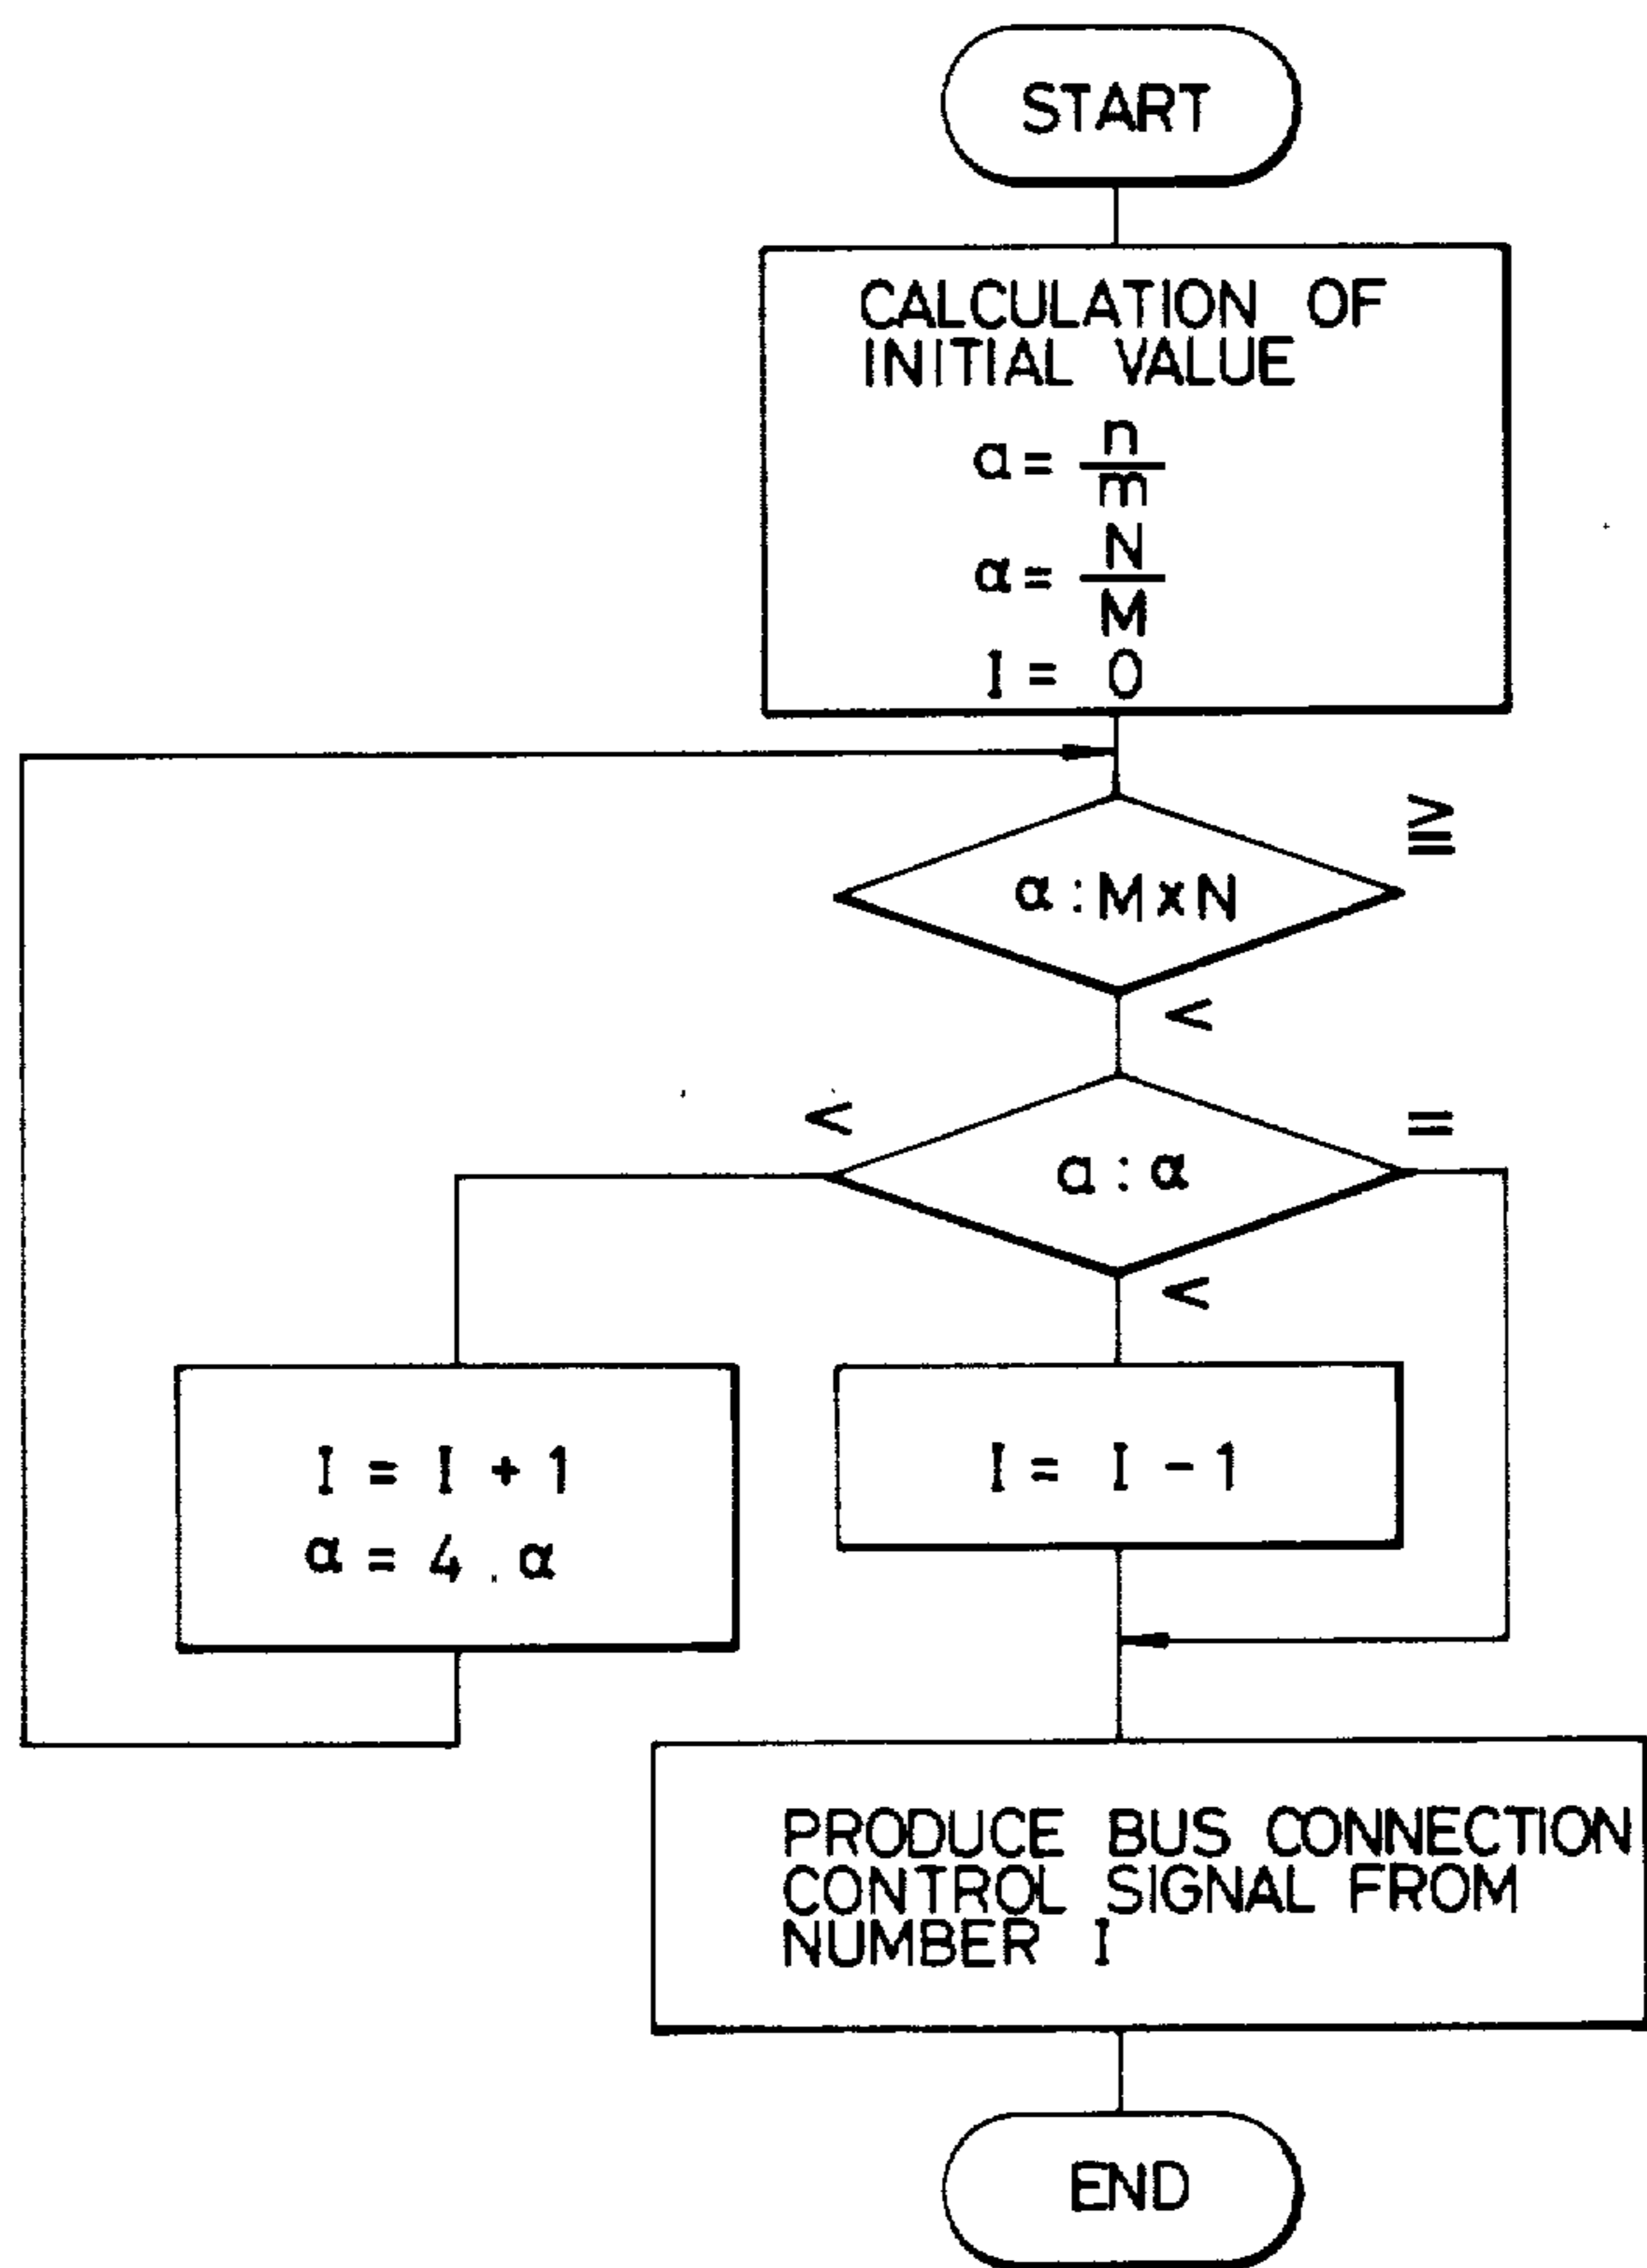 START
CALCULATION OF
INITIAL VALUE
a = n/m
α = N/M
I = 0
≧
α : M x N
<
<
=
a : α
<
I = I + 1
α = 4 . α
I = I - 1
PRODUCE BUS CONNECTION
CONTROL SIGNAL FROM
NUMBER I
END